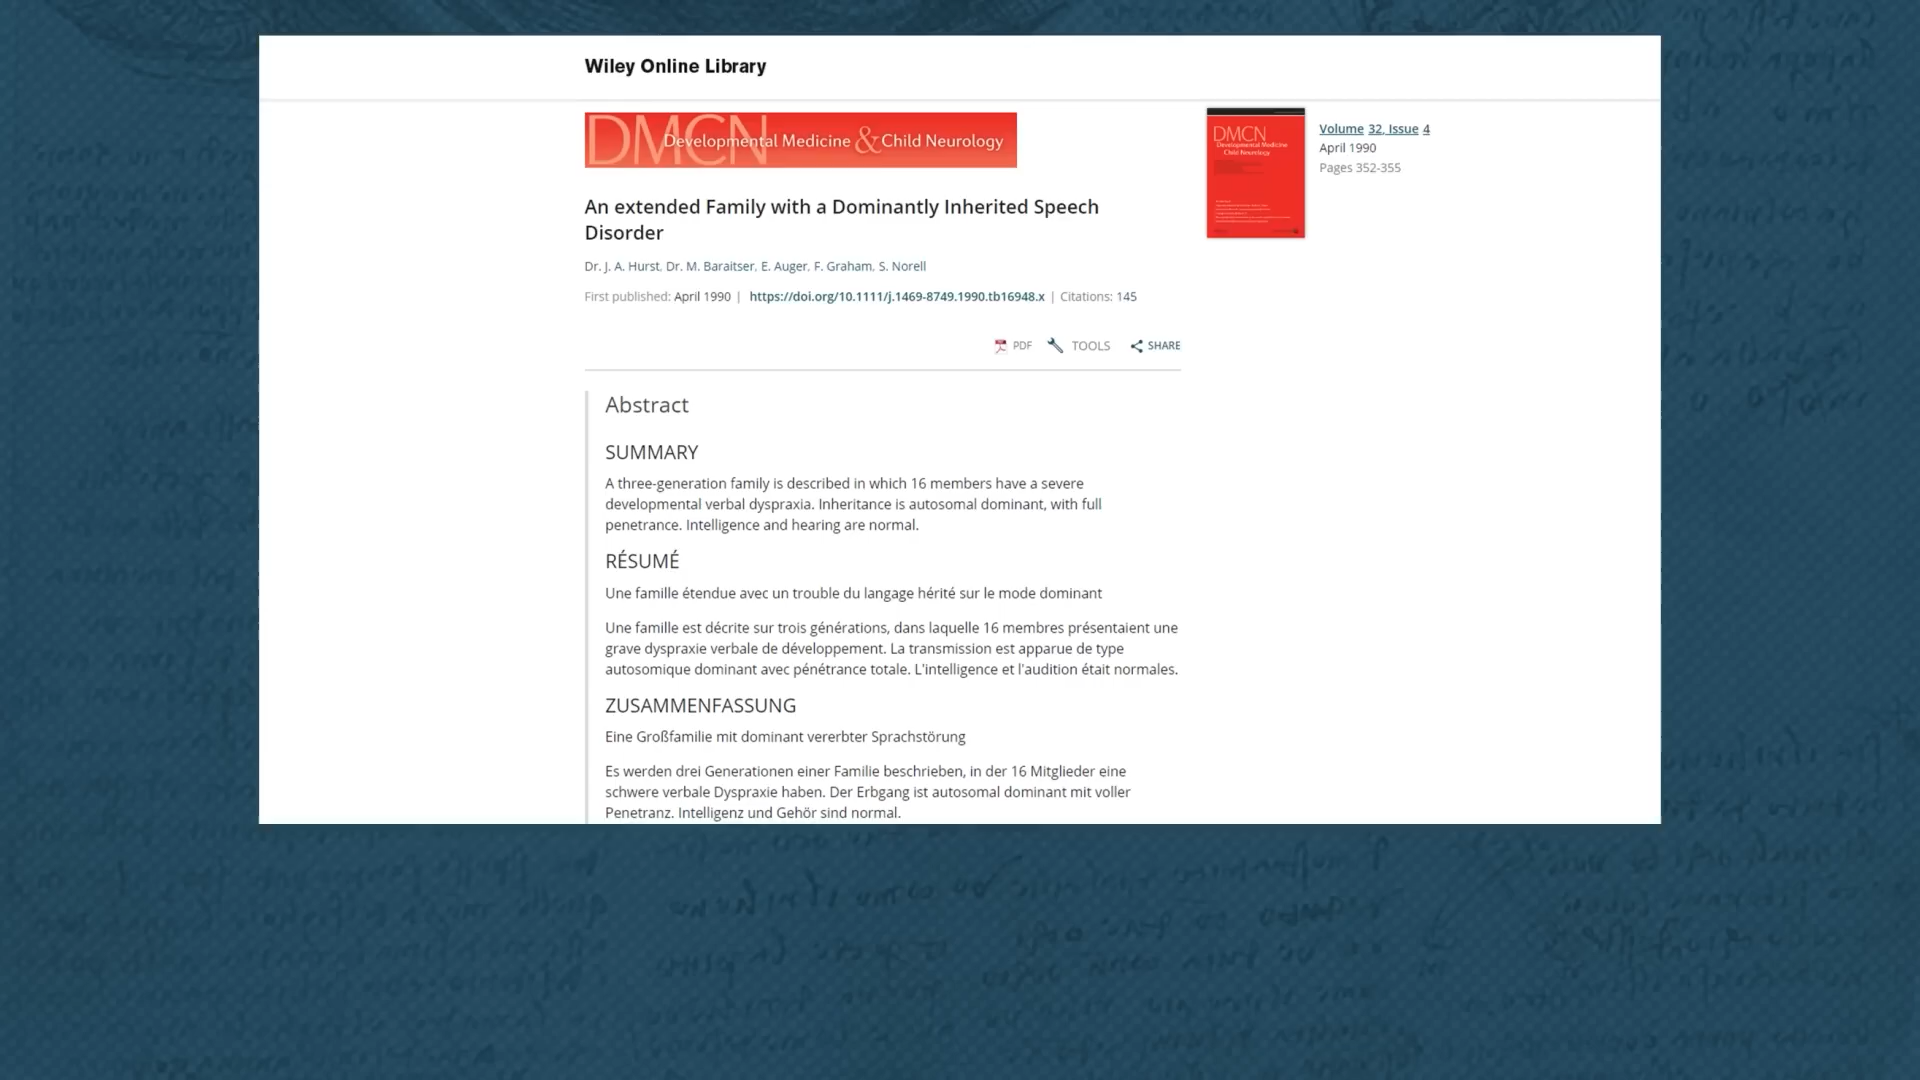 Wiley Online Library
DMCN
Developmental Medicine & Child Neurology
An extended Family with a Dominantly Inherited Speech
Disorder
Dr. J. A. Hurst, Dr. M. Baraitser, E. Auger, F. Graham, S. Norell
First published: April 1990 | https://doi.org/10.1111/j.1469-8749.1990.tb16948.x | Citations: 145
PDF TOOLS SHARE
DMCN
Developmental Medicine
Child Neurology
Volume 32, Issue 4
April 1990
Pages 352-355
Abstract
SUMMARY
A three-generation family is described in which 16 members have a severe
developmental verbal dyspraxia. Inheritance is autosomal dominant, with full
penetrance. Intelligence and hearing are normal.
RÉSUMÉ
Une famille étendue avec un trouble du langage hérité sur le mode dominant
Une famille est décrite sur trois générations, dans laquelle 16 membres présentaient une
grave dyspraxie verbale de développement. La transmission est apparue de type
autosomique dominant avec pénétrance totale. L'intelligence et l'audition était normales.
ZUSAMMENFASSUNG
Eine Großfamilie mit dominant vererbter Sprachstörung
Es werden drei Generationen einer Familie beschrieben, in der 16 Mitglieder eine
schwere verbale Dyspraxie haben. Der Erbgang ist autosomal dominant mit voller
Penetranz. Intelligenz und Gehör sind normal.